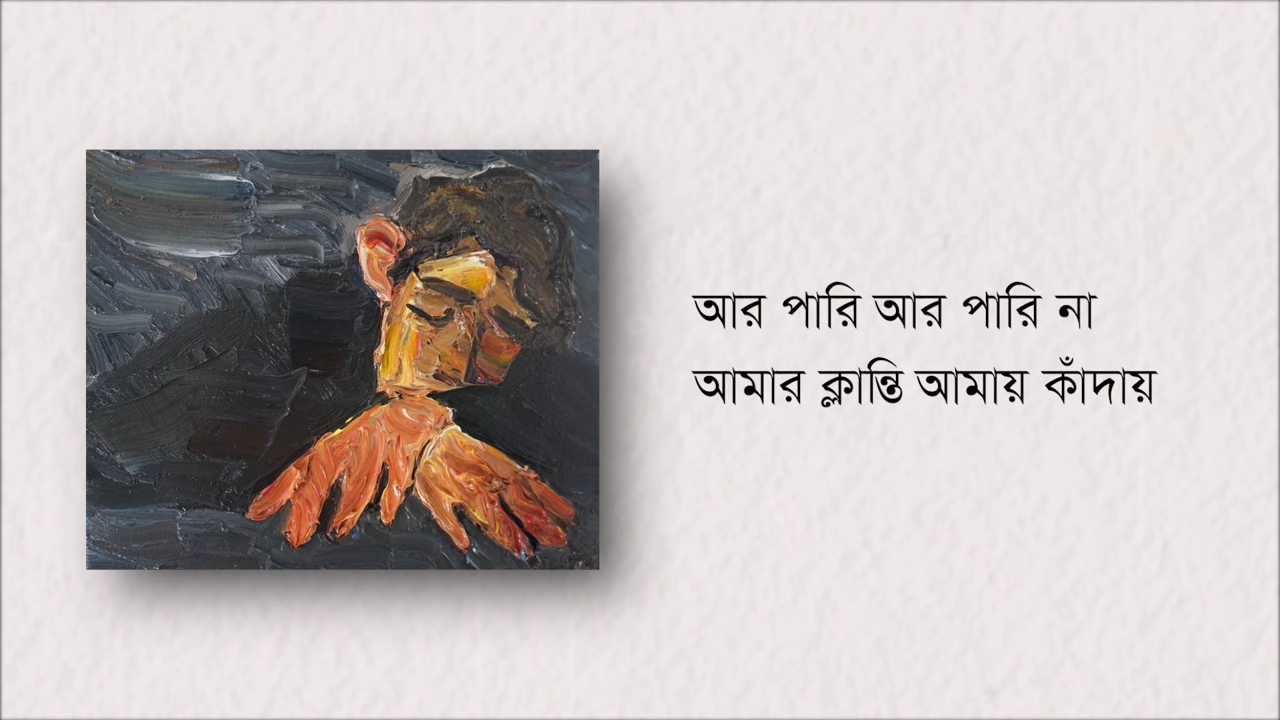 আর পারি আর পারি না
আমার ক্লান্তি আমায় কাঁদায়